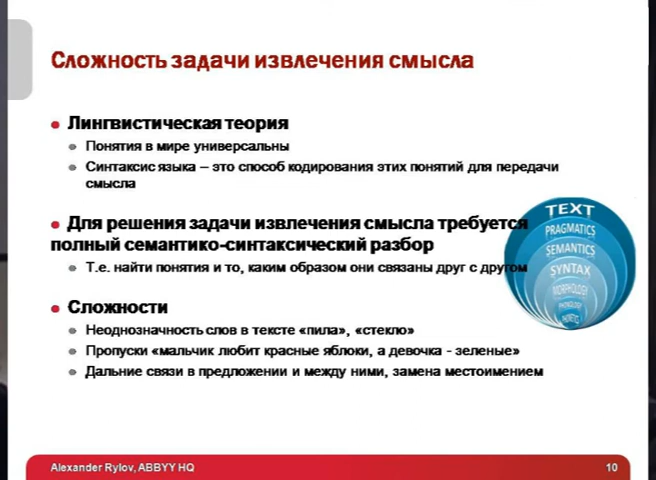 Сложность задачи извлечения смысла
Лингвистическая теория
Понятия в мире универсальны
Синтаксис языка – это способ кодирования этих понятий для передачи
смысла
Для решения задачи извлечения смысла требуется
полный семантико-синтаксический разбор
Т.е. найти понятия и то, каким образом они связаны друг с другом
TEXT
PRAGMATICS
SEMANTICS
SYNTAX
MORPHOLOGY
PHONOLOGY
PHONETICS
Сложности
Неоднозначность слов в тексте «пила», «стекло»
Пропуски «мальчик любит красные яблоки, а девочка - зеленые»
Дальние связи в предложении и между ними, замена местоимением
Alexander Rylov, ABBYY HQ
10